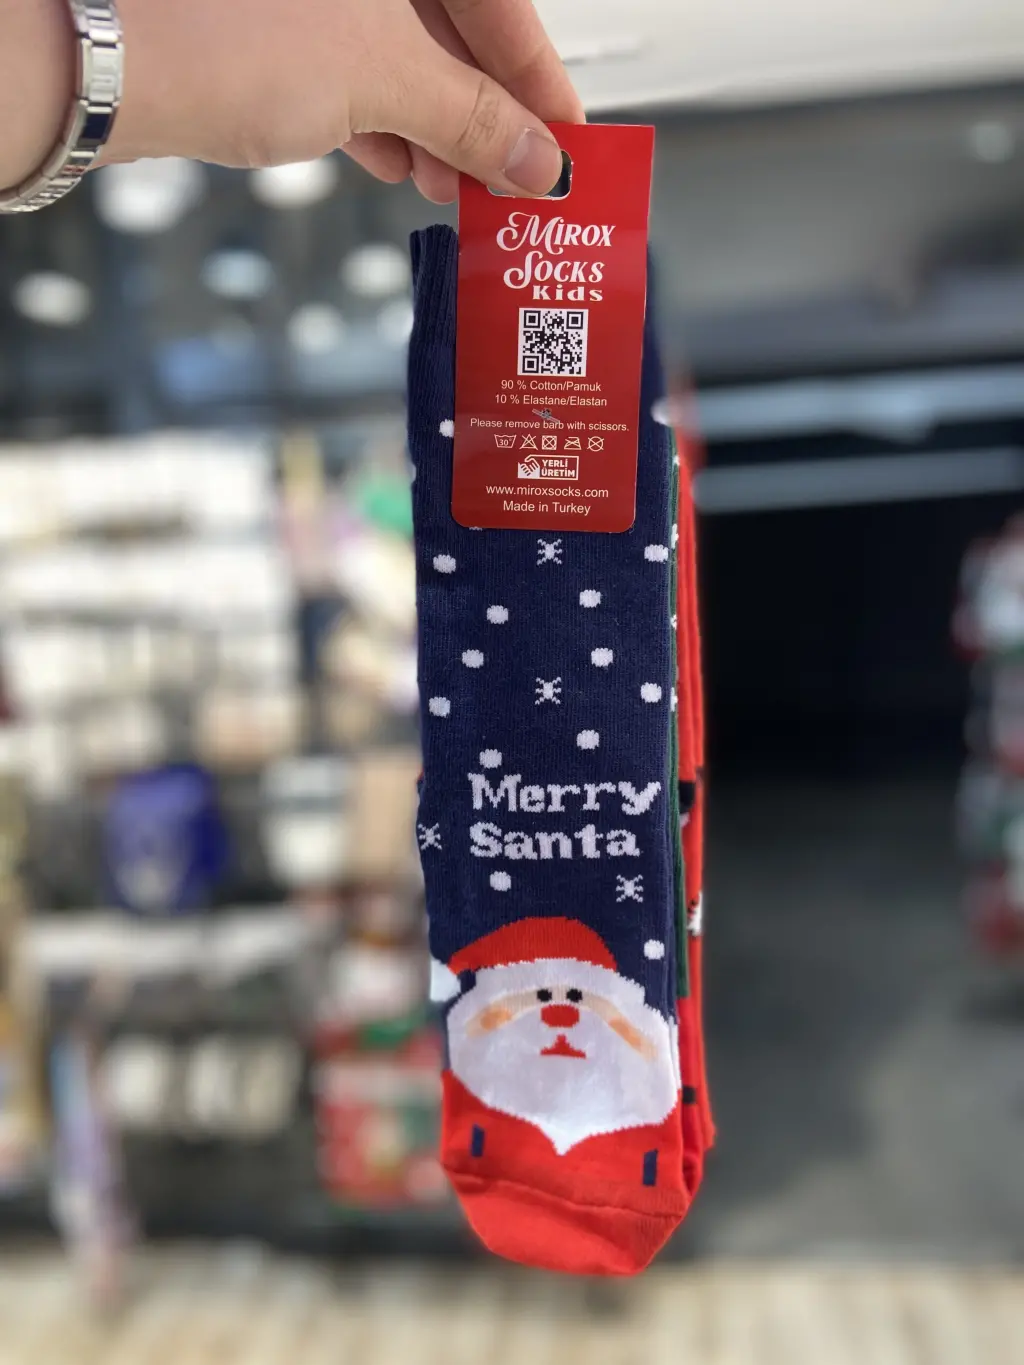 Mirox
Socks
Kids
90 % Cotton/Pamuk
10 % Elastane/Elastan
Please remove barb with scissors.
30°
YERLİ
ÜRETİM
www.miroxsocks.com
Made in Turkey
Merry
Santa